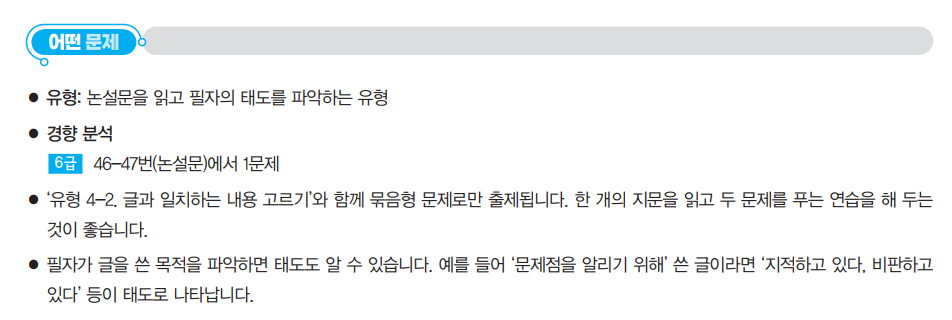 어떤 문제
● 유형: 논설문을 읽고 필자의 태도를 파악하는 유형
● 경향 분석
6급 46–47번(논설문)에서 1문제
● ‘유형 4–2. 글과 일치하는 내용 고르기’와 함께 묶음형 문제로만 출제됩니다. 한 개의 지문을 읽고 두 문제를 푸는 연습을 해 두는
것이 좋습니다.
● 필자가 글을 쓴 목적을 파악하면 태도도 알 수 있습니다. 예를 들어 ‘문제점을 알리기 위해’ 쓴 글이라면 ‘지적하고 있다, 비판하고
있다’ 등이 태도로 나타납니다.